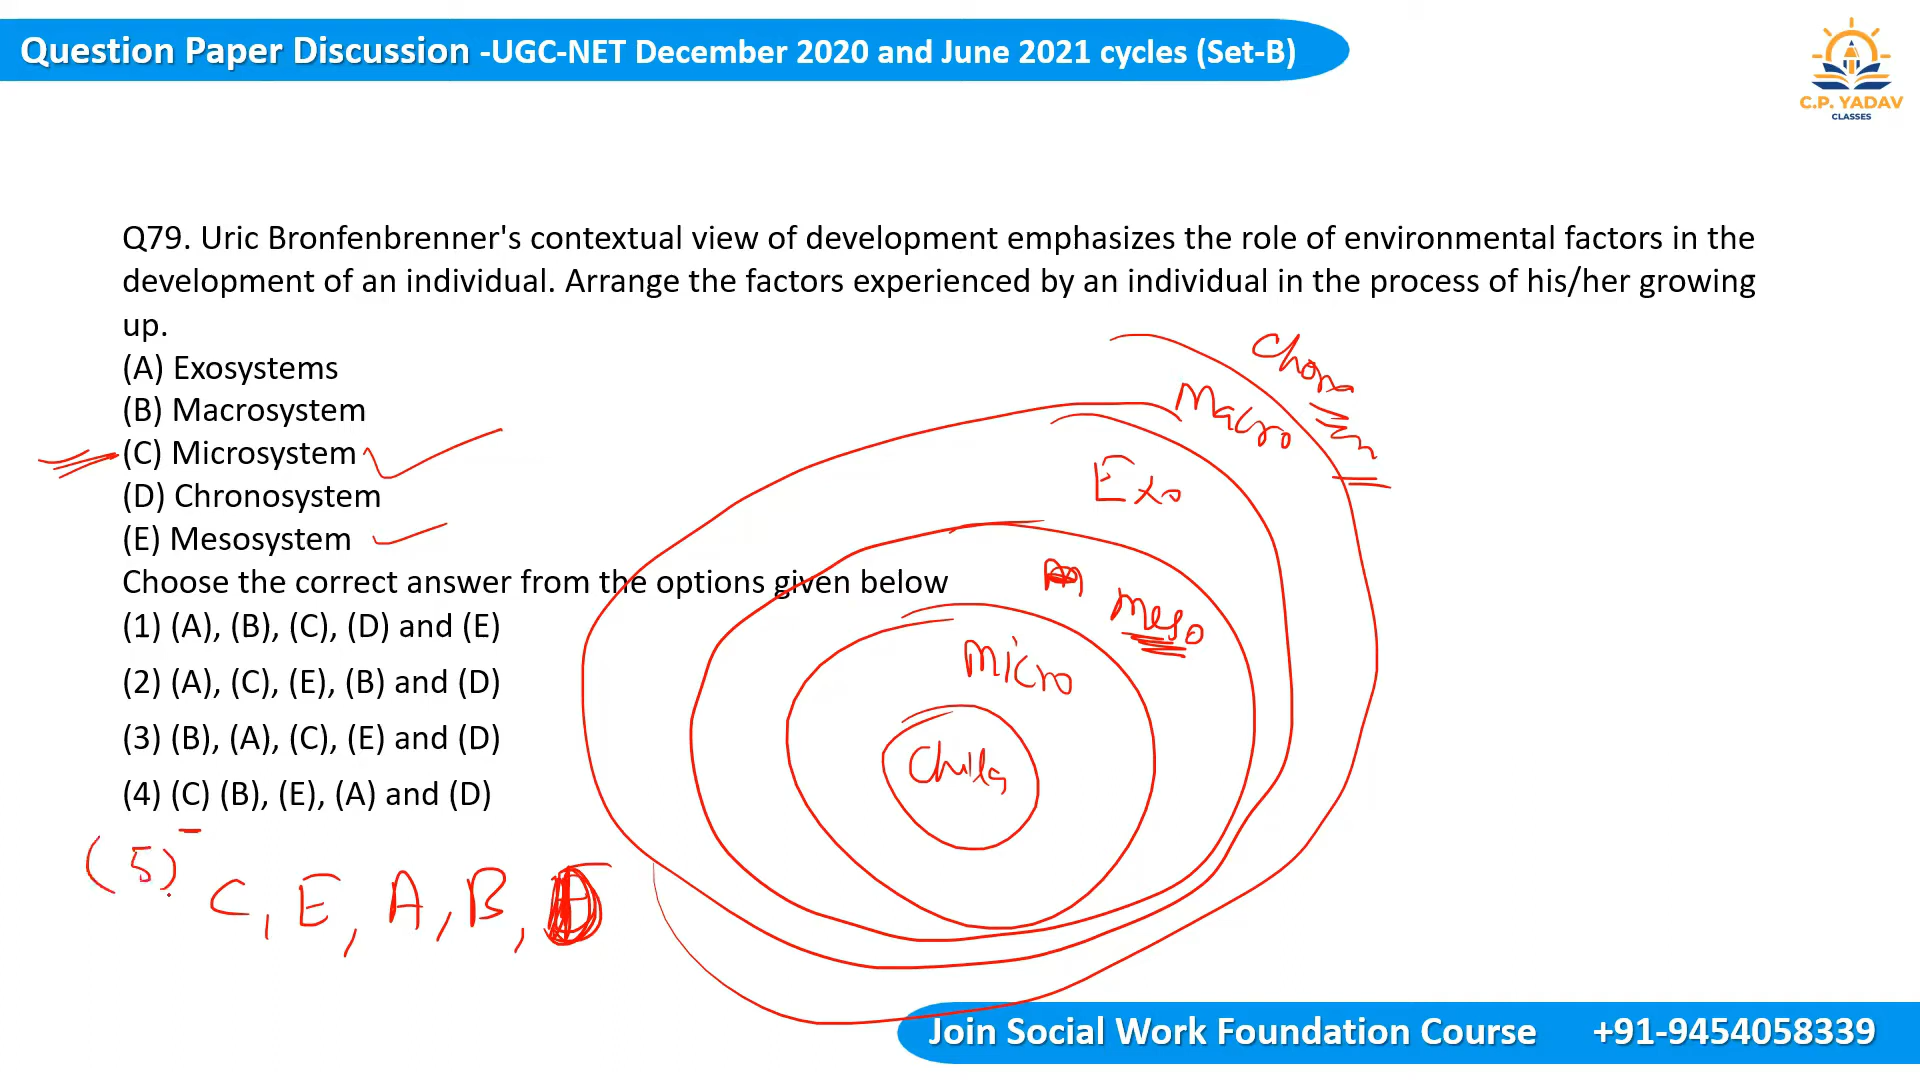 Question Paper Discussion -UGC-NET December 2020 and June 2021 cycles (Set-B)
C.P. YADAV
CLASSES
Q79. Uric Bronfenbrenner's contextual view of development emphasizes the role of environmental factors in the
development of an individual. Arrange the factors experienced by an individual in the process of his/her growing
up.
(A) Exosystems
(B) Macrosystem
(C) Microsystem
(D) Chronosystem
(E) Mesosystem
Choose the correct answer from the options given below
(1) (A), (B), (C), (D) and (E)
(2) (A), (C), (E), (B) and (D)
(3) (B), (A), (C), (E) and (D)
(4) (C) (B), (E), (A) and (D)
(5) C, E, A, B, D
Macro
Exo
Meso
Micro
Join Social Work Foundation Course +91-9454058339